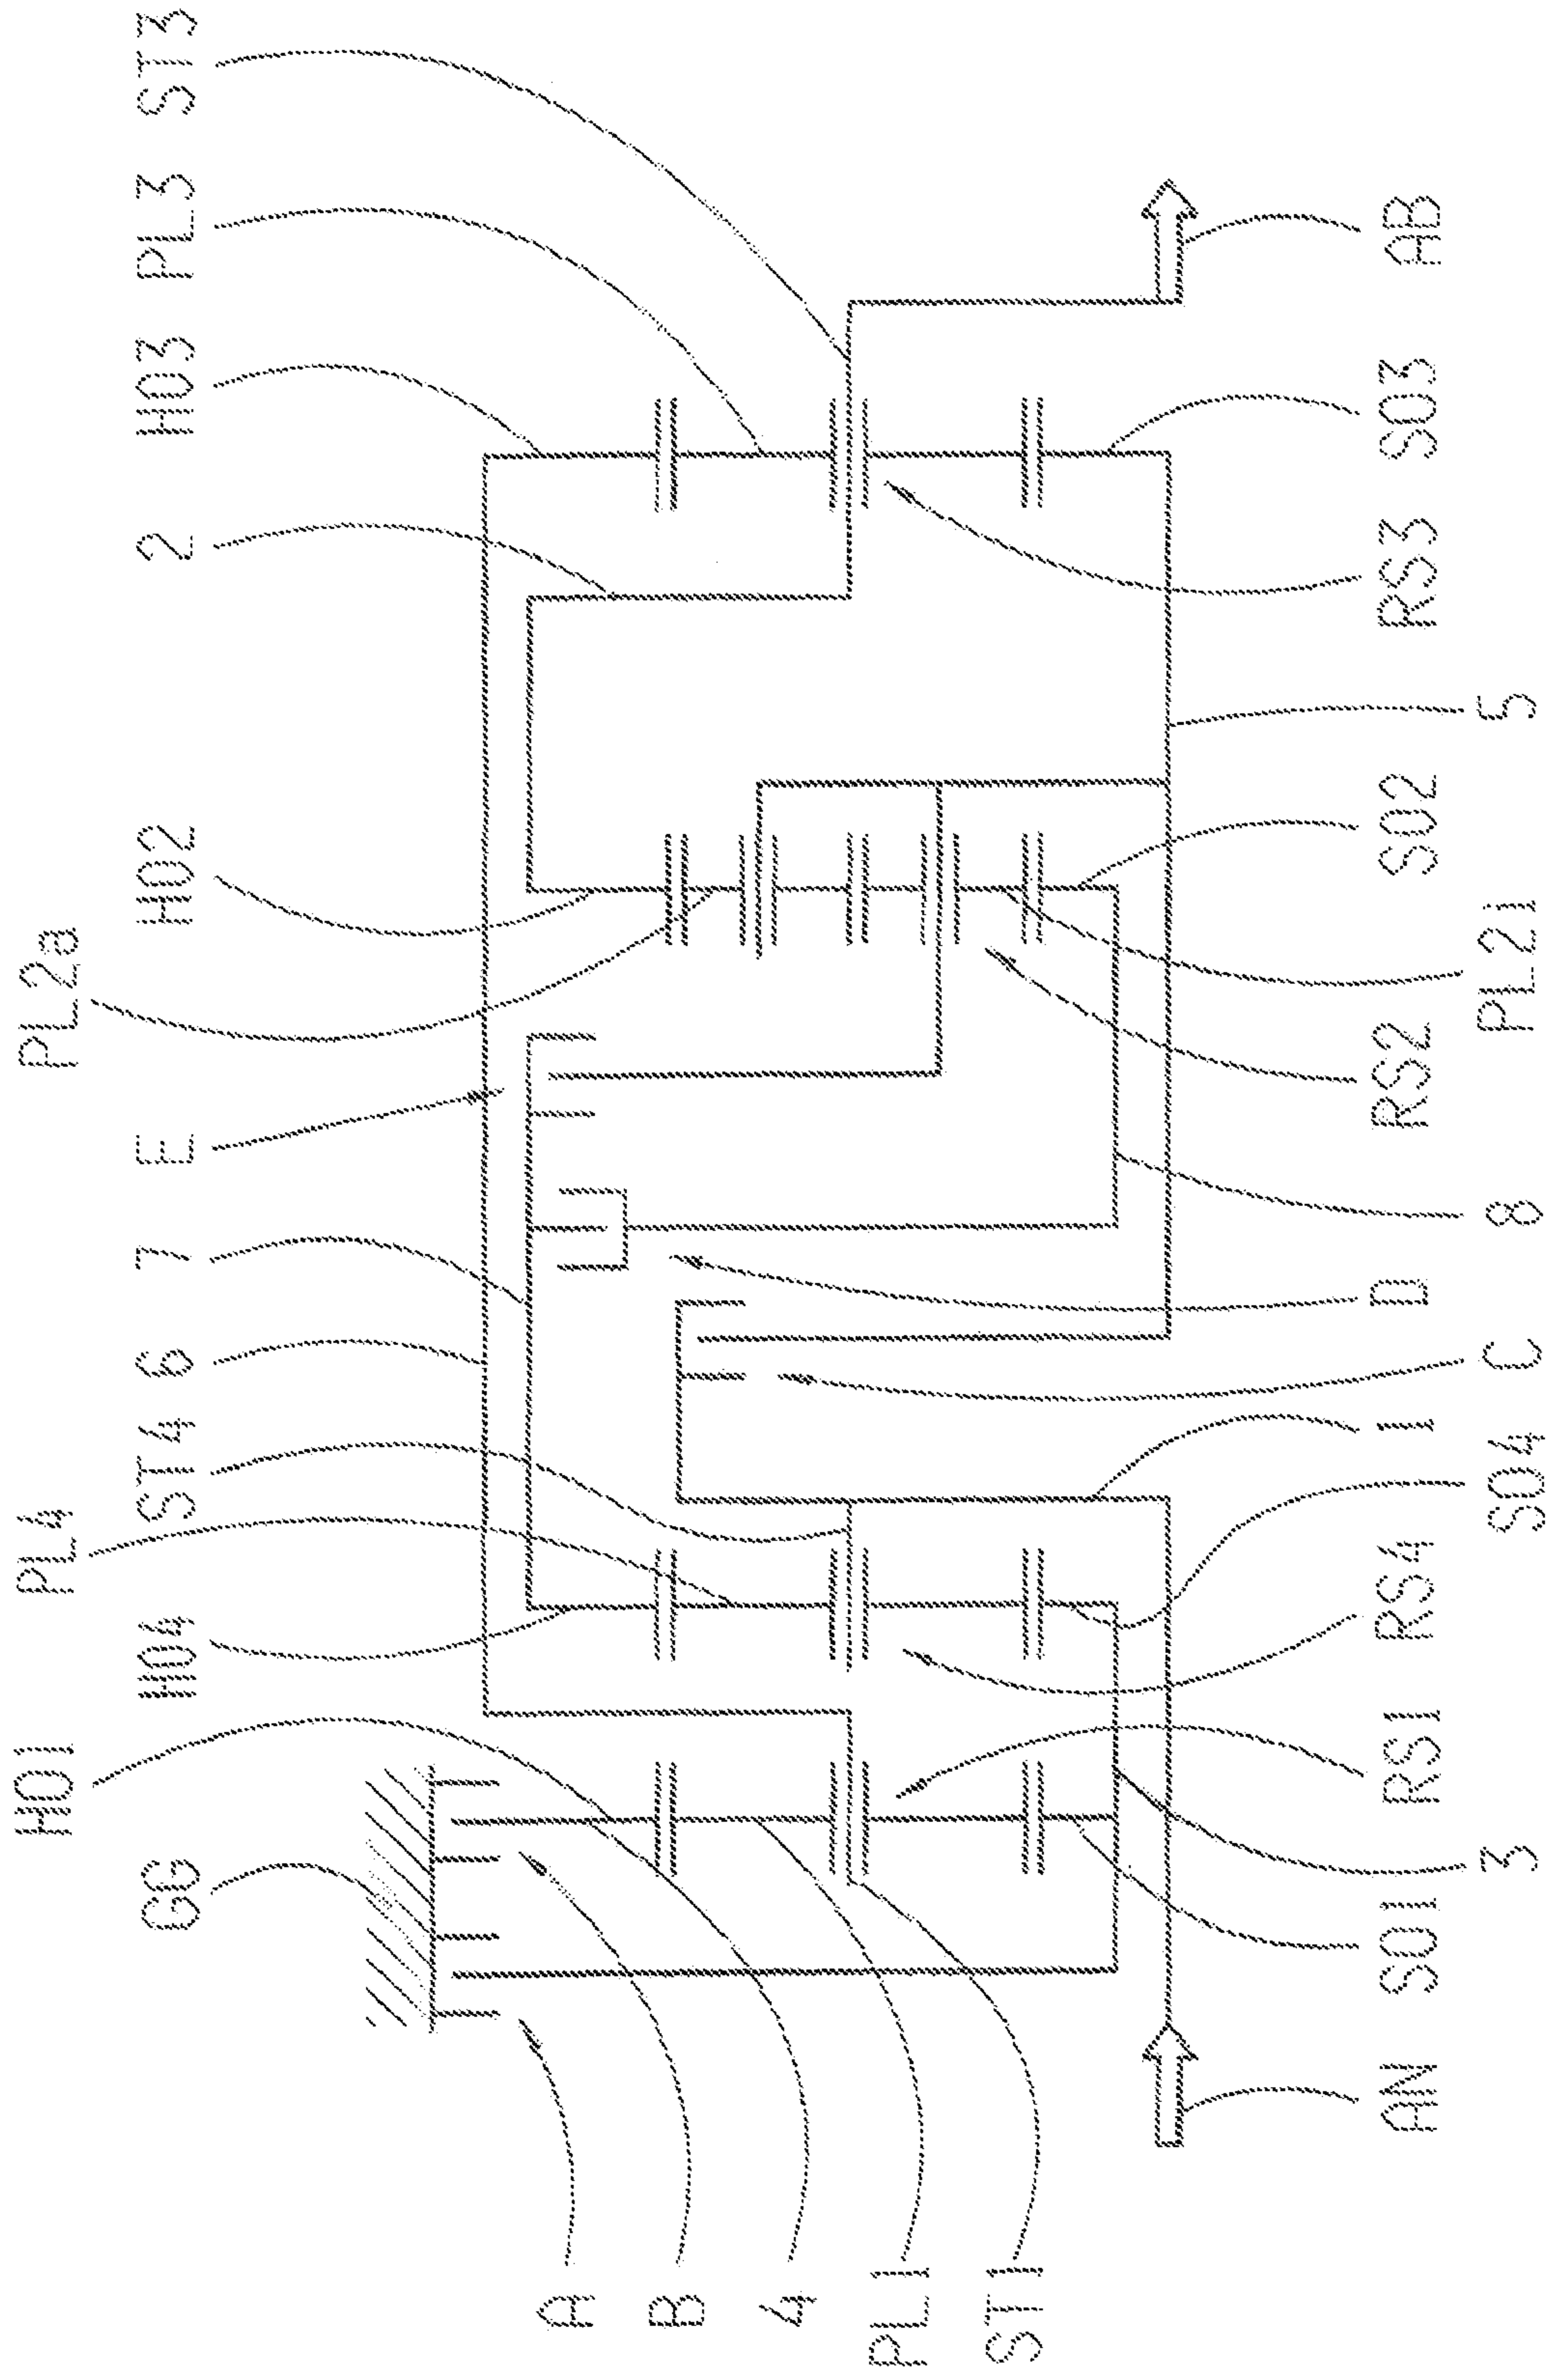 HO1 PL4 PL2a
GG HO4 ST4 6 7 E HO2 2 HO3 PL3 ST3
A
B
4
PL1
ST1
AN SO1 RS1 RS4 1 D RS2 SO2 RS3 SO3 AB
3 SO4 C 8 PL2i 5